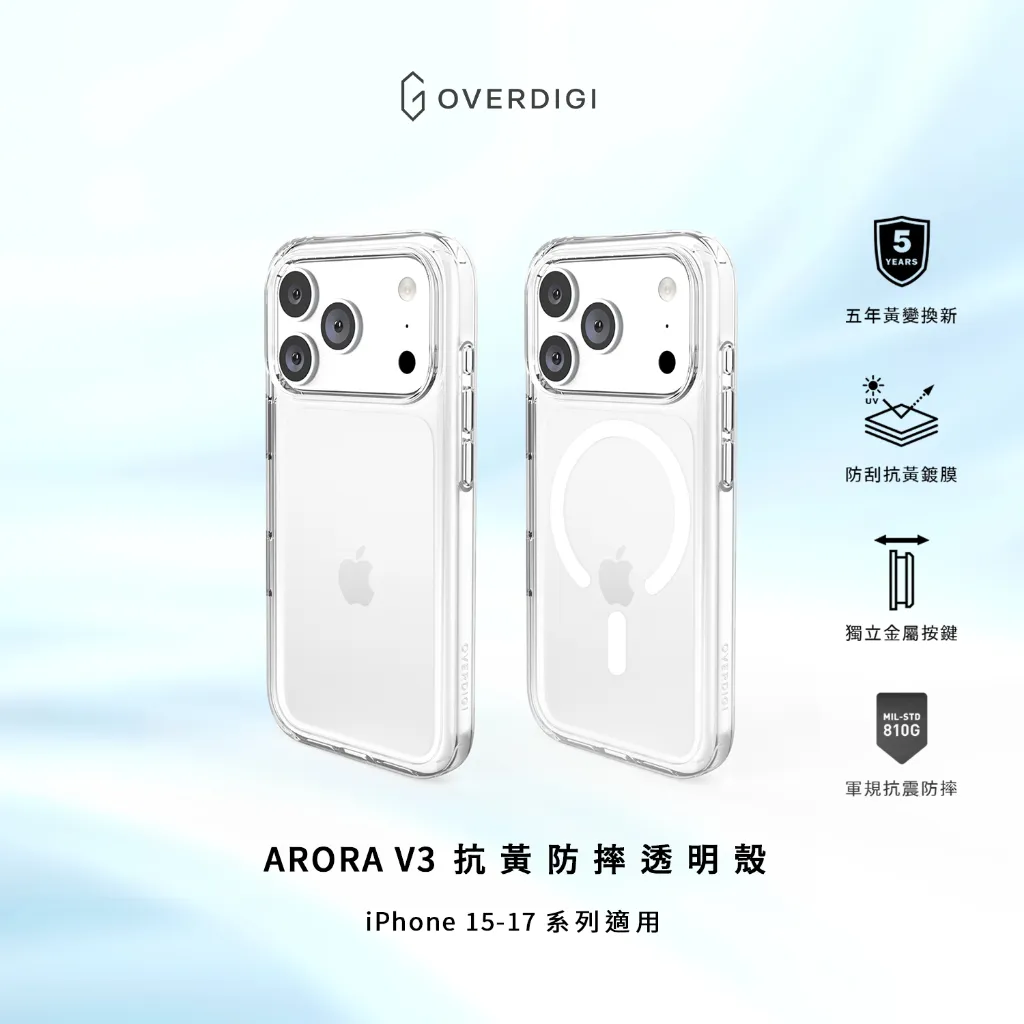 OVERDIGI
5
YEARS
五年黃變換新
UV
防刮抗黃鍍膜
獨立金屬按鍵
MIL-STD
810G
軍規抗震防摔
OVERDIGI
OVERDIGI
ARORA V3 抗黃防摔透明殼
iPhone 15-17 系列適用